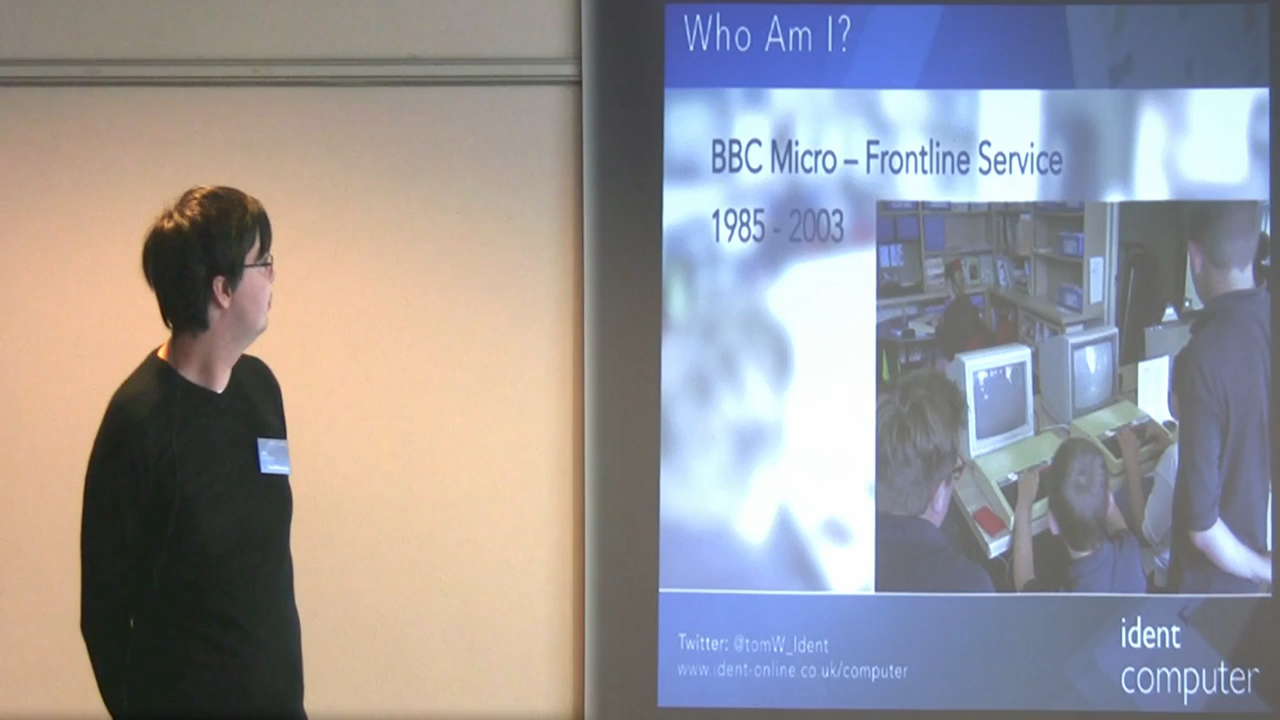 Who Am I?
BBC Micro – Frontline Service
1985 - 2003
Twitter: @tomW_Ident
www.ident-online.co.uk/computer
ident
computer